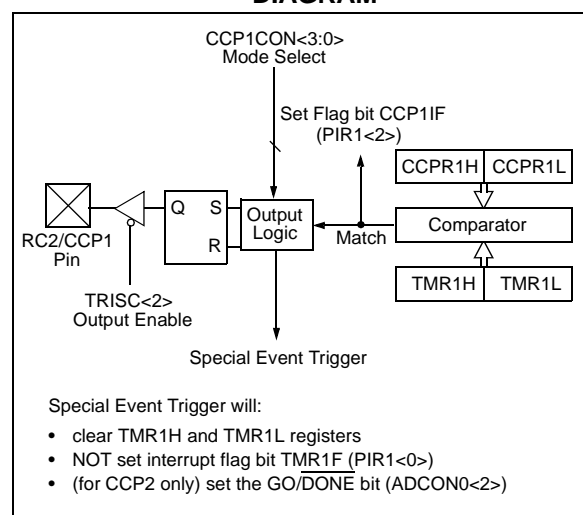 DIAGRAM
CCP1CON<3:0>
Mode Select
Set Flag bit CCP1IF
(PIR1<2>)
CCPR1H CCPR1L
Q S
R
Output
Logic
Match
Comparator
RC2/CCP1
Pin
TRISC<2>
Output Enable
TMR1H TMR1L
Special Event Trigger
Special Event Trigger will:
• clear TMR1H and TMR1L registers
• NOT set interrupt flag bit TMR1F (PIR1<0>)
• (for CCP2 only) set the GO/DONE bit (ADCON0<2>)